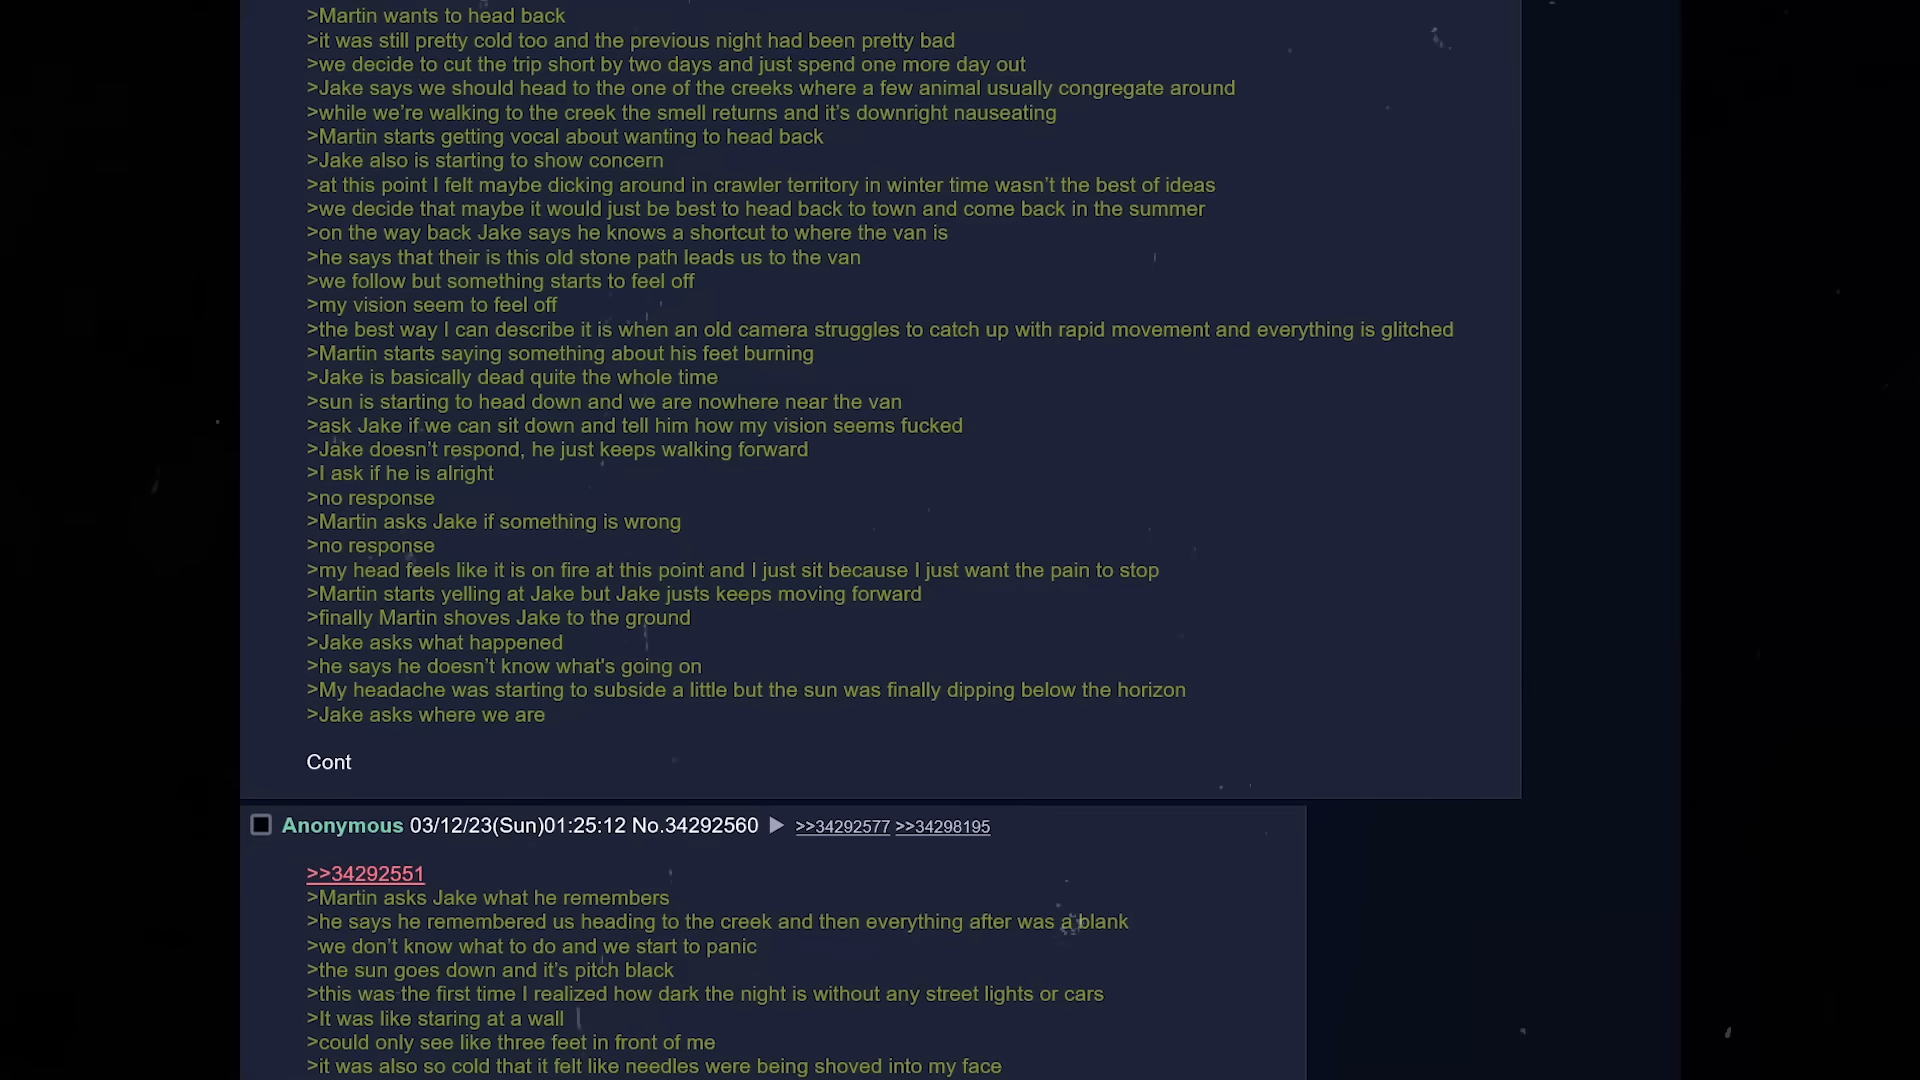 >Martin wants to head back
>it was still pretty cold too and the previous night had been pretty bad
>we decide to cut the trip short by two days and just spend one more day out
>Jake says we should head to the one of the creeks where a few animal usually congregate around
>while we’re walking to the creek the smell returns and it’s downright nauseating
>Martin starts getting vocal about wanting to head back
>Jake also is starting to show concern
>at this point I felt maybe dicking around in crawler territory in winter time wasn’t the best of ideas
>we decide that maybe it would just be best to head back to town and come back in the summer
>on the way back Jake says he knows a shortcut to where the van is
>he says that their is this old stone path leads us to the van
>we follow but something starts to feel off
>my vision seem to feel off
>the best way I can describe it is when an old camera struggles to catch up with rapid movement and everything is glitched
>Martin starts saying something about his feet burning
>Jake is basically dead quite the whole time
>sun is starting to head down and we are nowhere near the van
>ask Jake if we can sit down and tell him how my vision seems fucked
>Jake doesn’t respond, he just keeps walking forward
>I ask if he is alright
>no response
>Martin asks Jake if something is wrong
>no response
>my head feels like it is on fire at this point and I just sit because I just want the pain to stop
>Martin starts yelling at Jake but Jake justs keeps moving forward
>finally Martin shoves Jake to the ground
>Jake asks what happened
>he says he doesn’t know what's going on
>My headache was starting to subside a little but the sun was finally dipping below the horizon
>Jake asks where we are
Cont
Anonymous 03/12/23(Sun)01:25:12 No.34292560 ▶ >>34292577 >>34298195
>>34292551
>Martin asks Jake what he remembers
>he says he remembered us heading to the creek and then everything after was a blank
>we don’t know what to do and we start to panic
>the sun goes down and it’s pitch black
>this was the first time I realized how dark the night is without any street lights or cars
>It was like staring at a wall
>could only see like three feet in front of me
>it was also so cold that it felt like needles were being shoved into my face